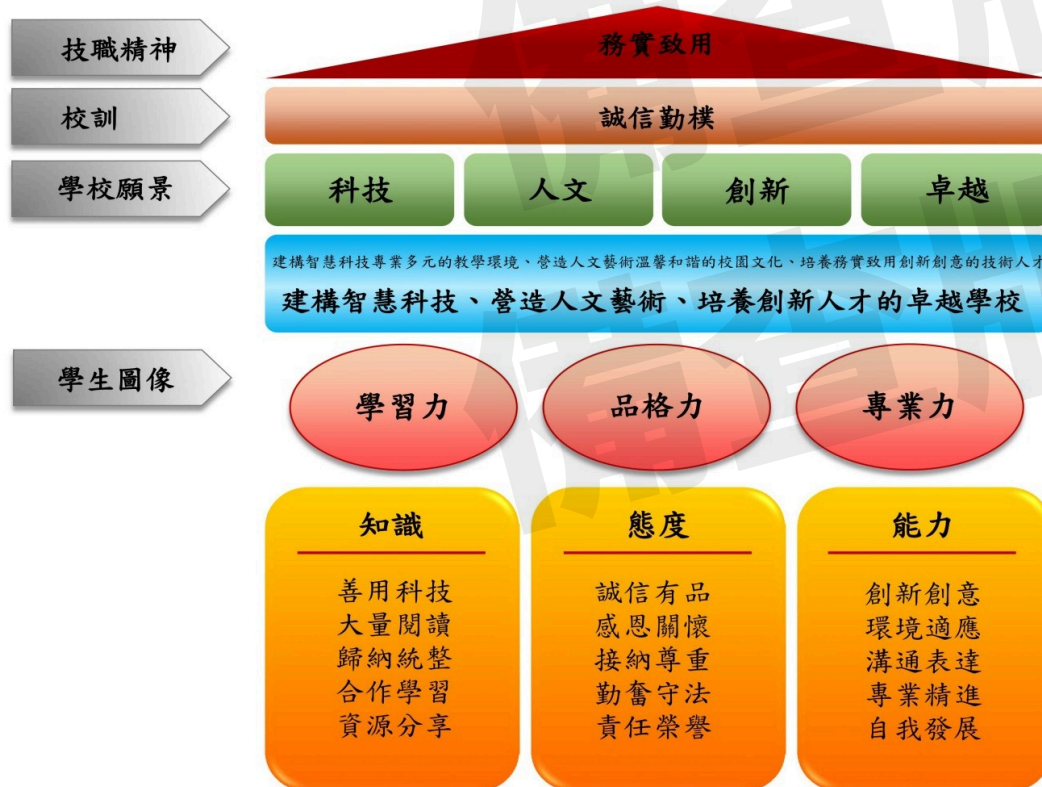 技職精神
務實致用
校訓
誠信勤樸
學校願景
科技
人文
創新
卓越
建構智慧科技專業多元的教學環境、營造人文藝術溫馨和諧的校園文化、培養務實致用創新創意的技術人才
建構智慧科技、營造人文藝術、培養創新人才的卓越學校
學生圖像
學習力
品格力
專業力
知識
善用科技
大量閱讀
歸納統整
合作學習
資源分享
態度
誠信有品
感恩關懷
接納尊重
勤奮守法
責任榮譽
能力
創新創意
環境適應
溝通表達
專業精進
自我發展
備查版
備查版